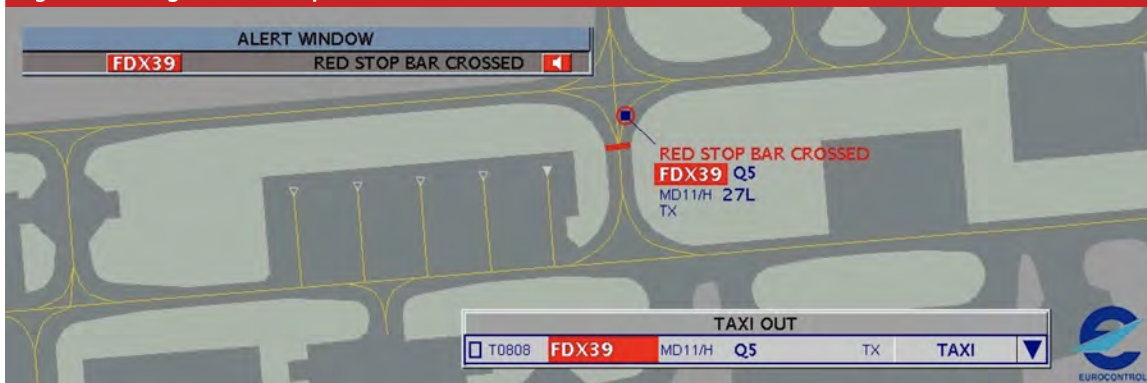 ALERT WINDOW
FDX39 RED STOP BAR CROSSED
RED STOP BAR CROSSED
FDX39 Q5
MD11/H 27L
TX
TAXI OUT
T0808 FDX39 MD11/H Q5 TX TAXI
EUROCONTROL